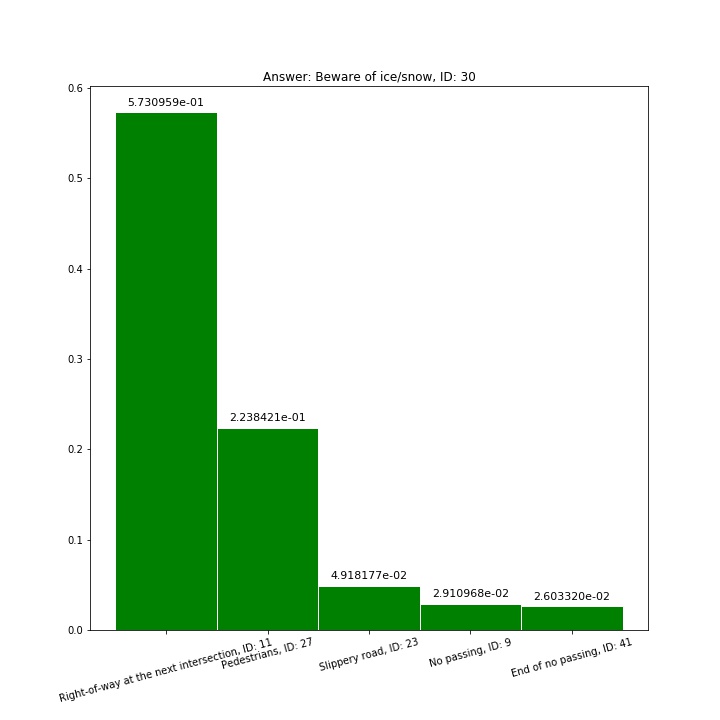 Answer: Beware of ice/snow, ID: 30
0.6
0.5
0.4
0.3
0.2
0.1
0.0
5.730959e-01
2.238421e-01
4.918177e-02
2.910968e-02
2.603320e-02
Right-of-way at the next intersection, ID: 11
Pedestrians, ID: 27
Slippery road, ID: 23
No passing, ID: 9
End of no passing, ID: 41